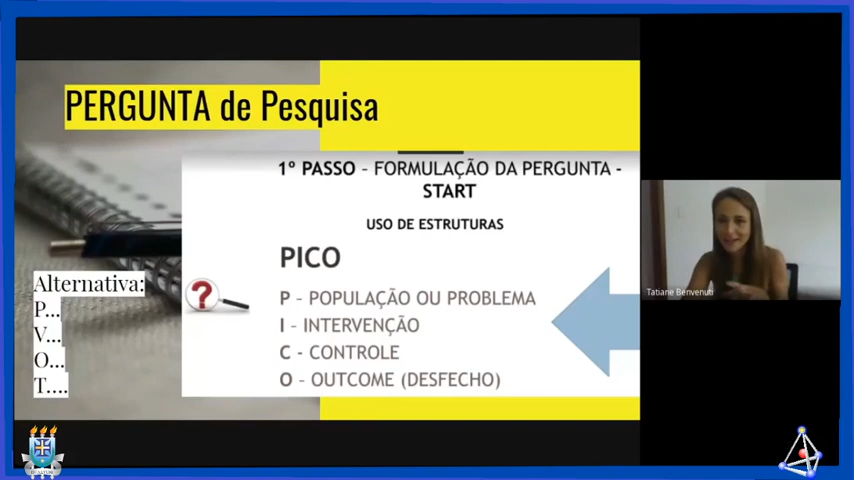 PERGUNTA de Pesquisa
1º PASSO – FORMULAÇÃO DA PERGUNTA -
START
USO DE ESTRUTURAS
PICO
P – POPULAÇÃO OU PROBLEMA
I – INTERVENÇÃO
C - CONTROLE
O – OUTCOME (DESFECHO)
Alternativa:
P...
V...
O...
T....
Tatiane Benvenuti